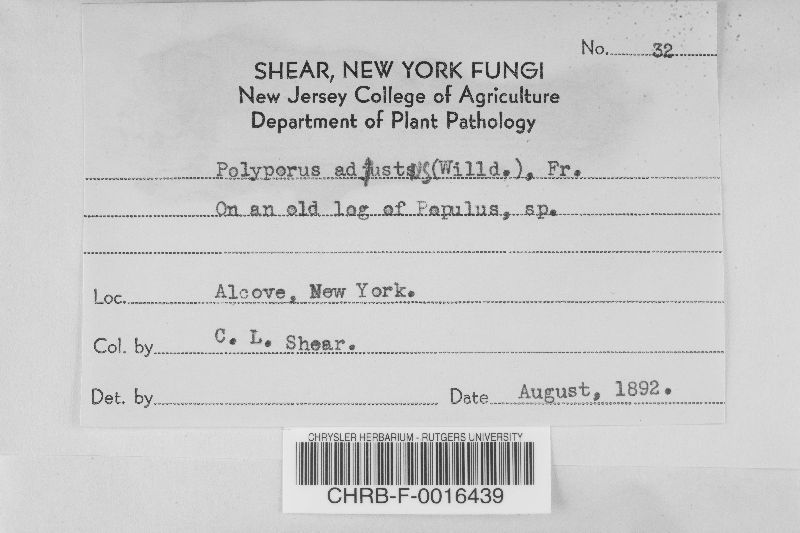 No. 32
SHEAR, NEW YORK FUNGI
New Jersey College of Agriculture
Department of Plant Pathology
Polyporus adustus (Willd.), Fr.
On an old log of Populus, sp.
Loc. Alcove, New York.
Col. by C. L. Shear.
Det. by Date August, 1892.
CHRYSLER HERBARIUM - RUTGERS UNIVERSITY
CHRB-F-0016439